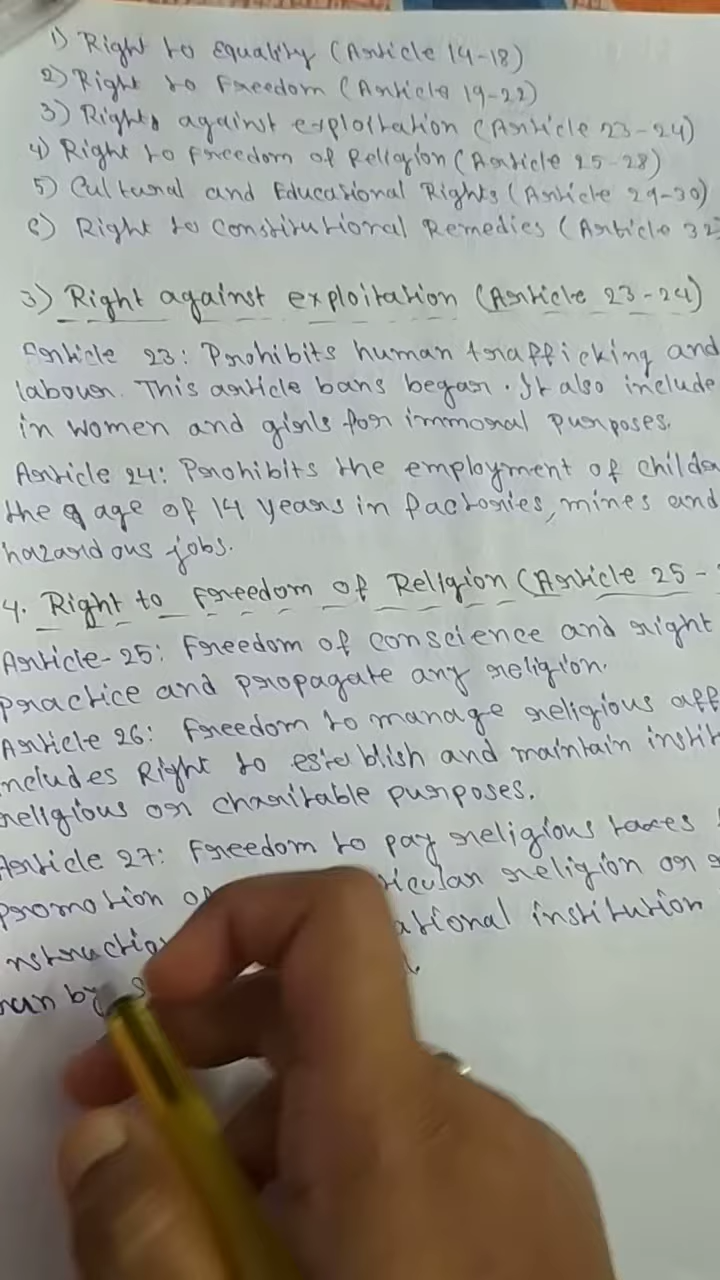 1) Right to Equality (Article 14-18)
2) Right to Freedom (Article 19-22)
3) Rights against exploitation (Article 23-24)
4) Right to Freedom of Religion (Article 25-28)
5) Cultural and Educational Rights (Article 29-30)
6) Right to Constitutional Remedies (Article 32
3) Right against exploitation (Article 23-24)
Article 23: Prohibits human trafficking and
labour. This article bans began. It also include
in women and girls for immoral purposes.
Article 24: Prohibits the employment of child
the age of 14 years in factories, mines and
hazardous jobs.
4. Right to Freedom of Religion (Article 25-
Article-25: Freedom of conscience and right
practice and propagate any religion.
Article 26: Freedom to manage religious aff
includes Right to establish and maintain instit
religious or charitable purposes.
Article 27: Freedom to pay religious taxes
promotion of religion or
institution
run by